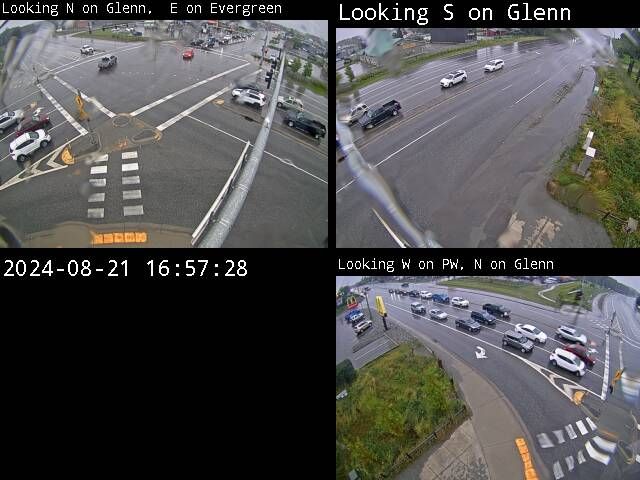 Looking N on Glenn,  E on Evergreen
Looking S on Glenn
2024-08-21 16:57:28
Looking W on PW, N on Glenn